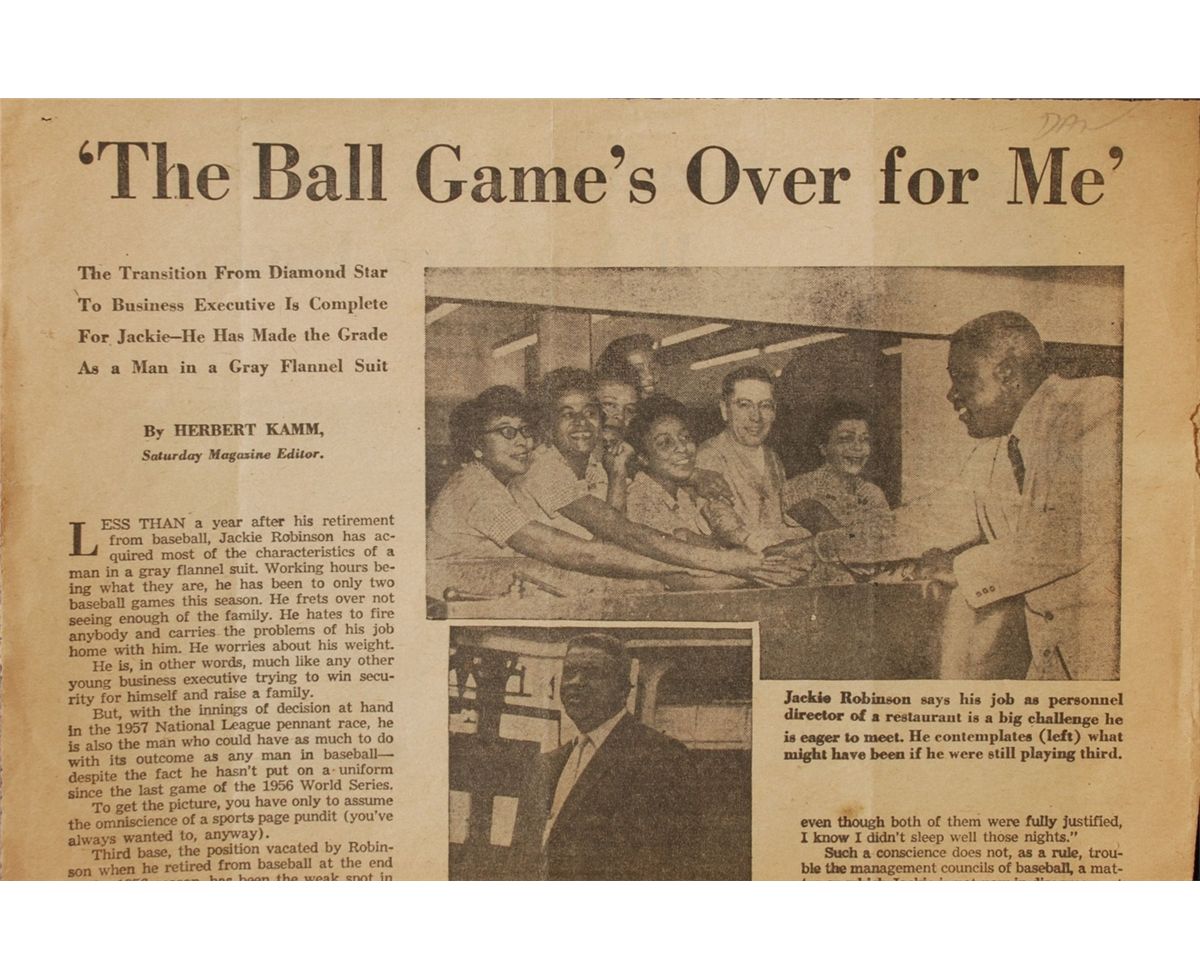 ‘The Ball Game’s Over for Me’
The Transition From Diamond Star
To Business Executive Is Complete
For Jackie—He Has Made the Grade
As a Man in a Gray Flannel Suit
By HERBERT KAMM,
Saturday Magazine Editor.
LESS THAN a year after his retirement
from baseball, Jackie Robinson has ac-
quired most of the characteristics of a
man in a gray flannel suit. Working hours be-
ing what they are, he has been to only two
baseball games this season. He frets over not
seeing enough of the family. He hates to fire
anybody and carries the problems of his job
home with him. He worries about his weight.
He is, in other words, much like any other
young business executive trying to win secu-
rity for himself and raise a family.
But, with the innings of decision at hand
in the 1957 National League pennant race, he
is also the man who could have as much to do
with its outcome as any man in baseball—
despite the fact he hasn’t put on a uniform
since the last game of the 1956 World Series.
To get the picture, you have only to assume
the omniscience of a sports page pundit (you’ve
always wanted to, anyway).
Third base, the position vacated by Robin-
son when he retired from baseball at the end
has been the weak spot in
Jackie Robinson says his job as personnel
director of a restaurant is a big challenge he
is eager to meet. He contemplates (left) what
might have been if he were still playing third.
even though both of them were fully justified,
I know I didn’t sleep well those nights.”
Such a conscience does not, as a rule, trou-
ble the management councils of baseball, a mat-